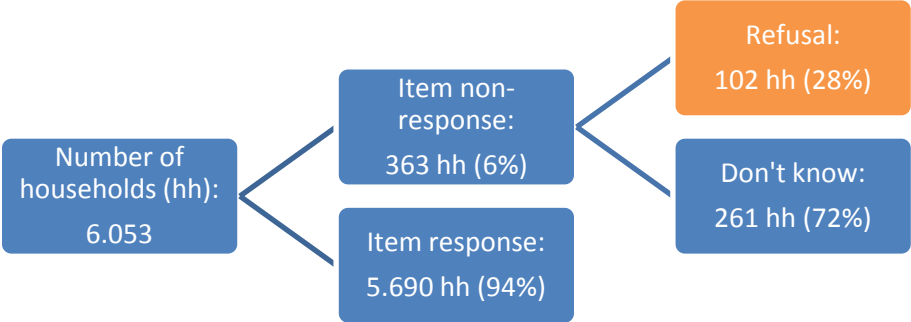 Number of
households (hh):
6.053
Item non-
response:
363 hh (6%)
Item response:
5.690 hh (94%)
Refusal:
102 hh (28%)
Don't know:
261 hh (72%)